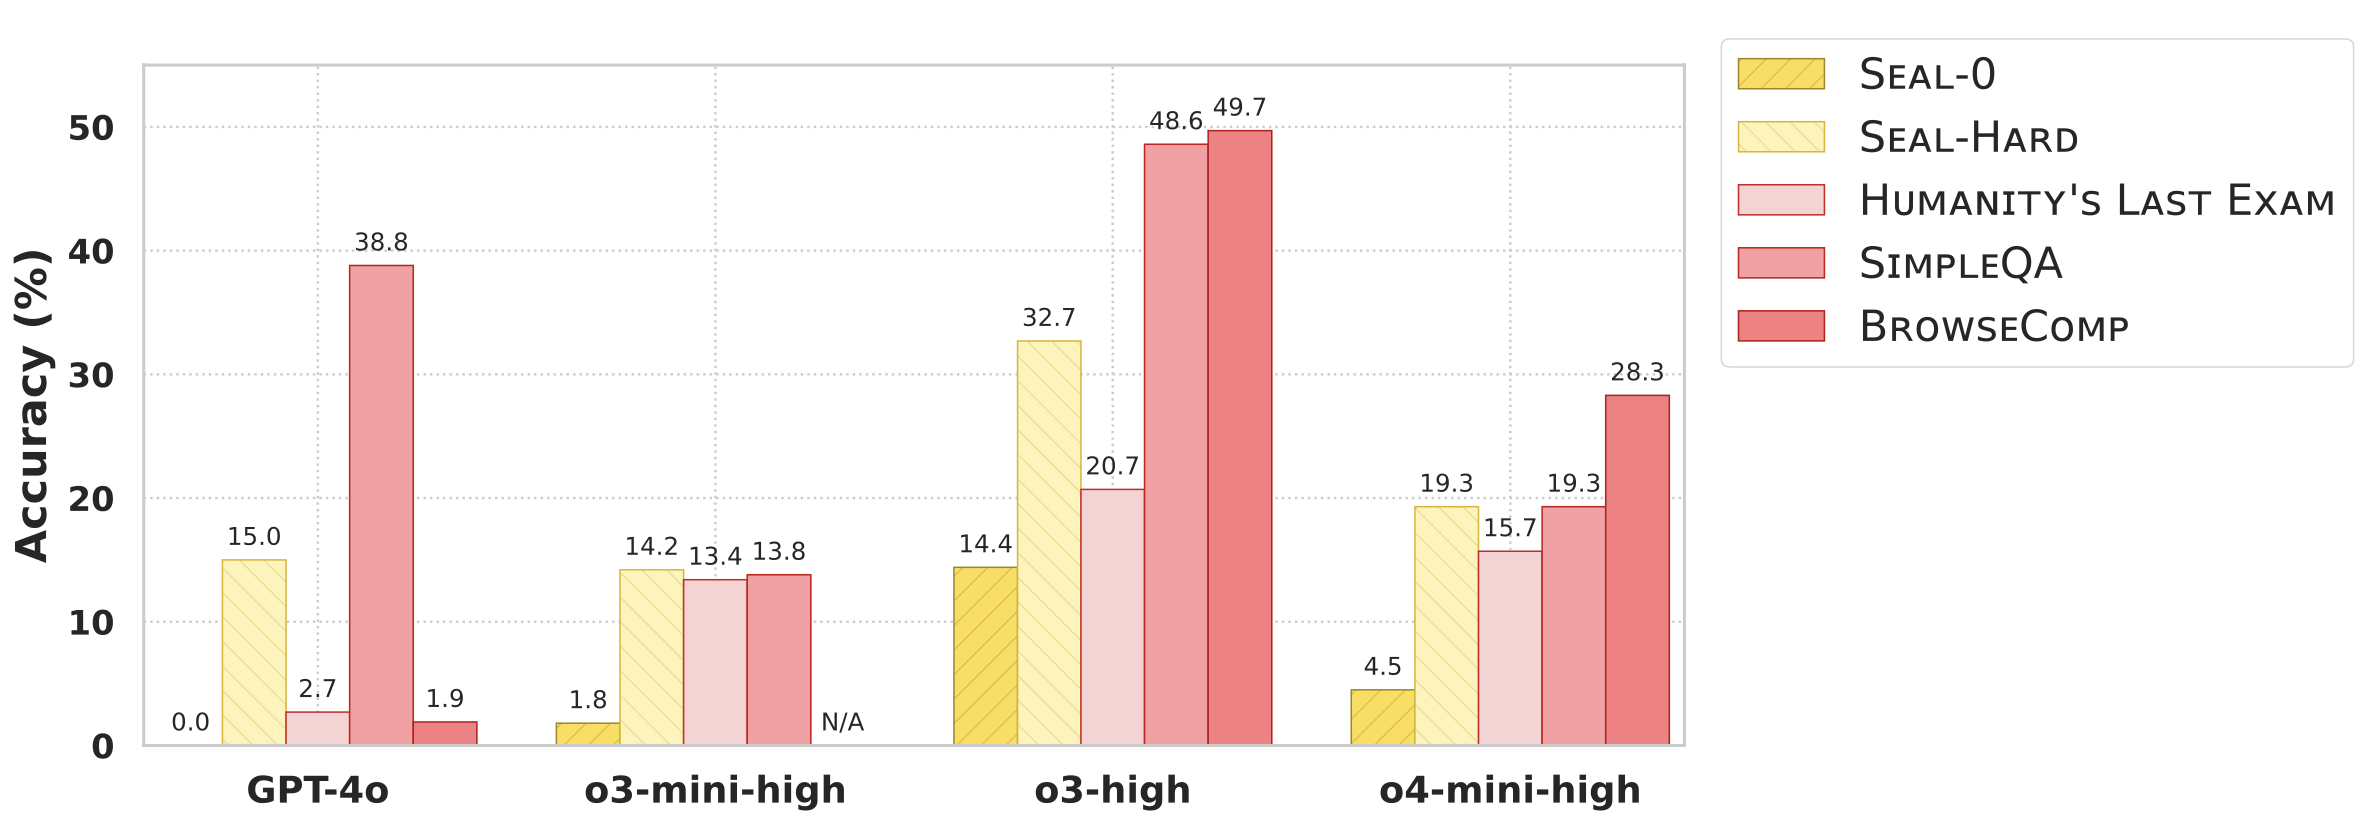 Accuracy (%)
50
40
30
20
10
0
0.0
15.0
2.7
38.8
1.9
1.8
14.2
13.4
13.8
N/A
14.4
32.7
20.7
48.6
49.7
4.5
19.3
15.7
19.3
28.3
GPT-4o
o3-mini-high
o3-high
o4-mini-high
SEAL-0
SEAL-HARD
HUMANITY'S LAST EXAM
SIMPLEQA
BROWSECOMP